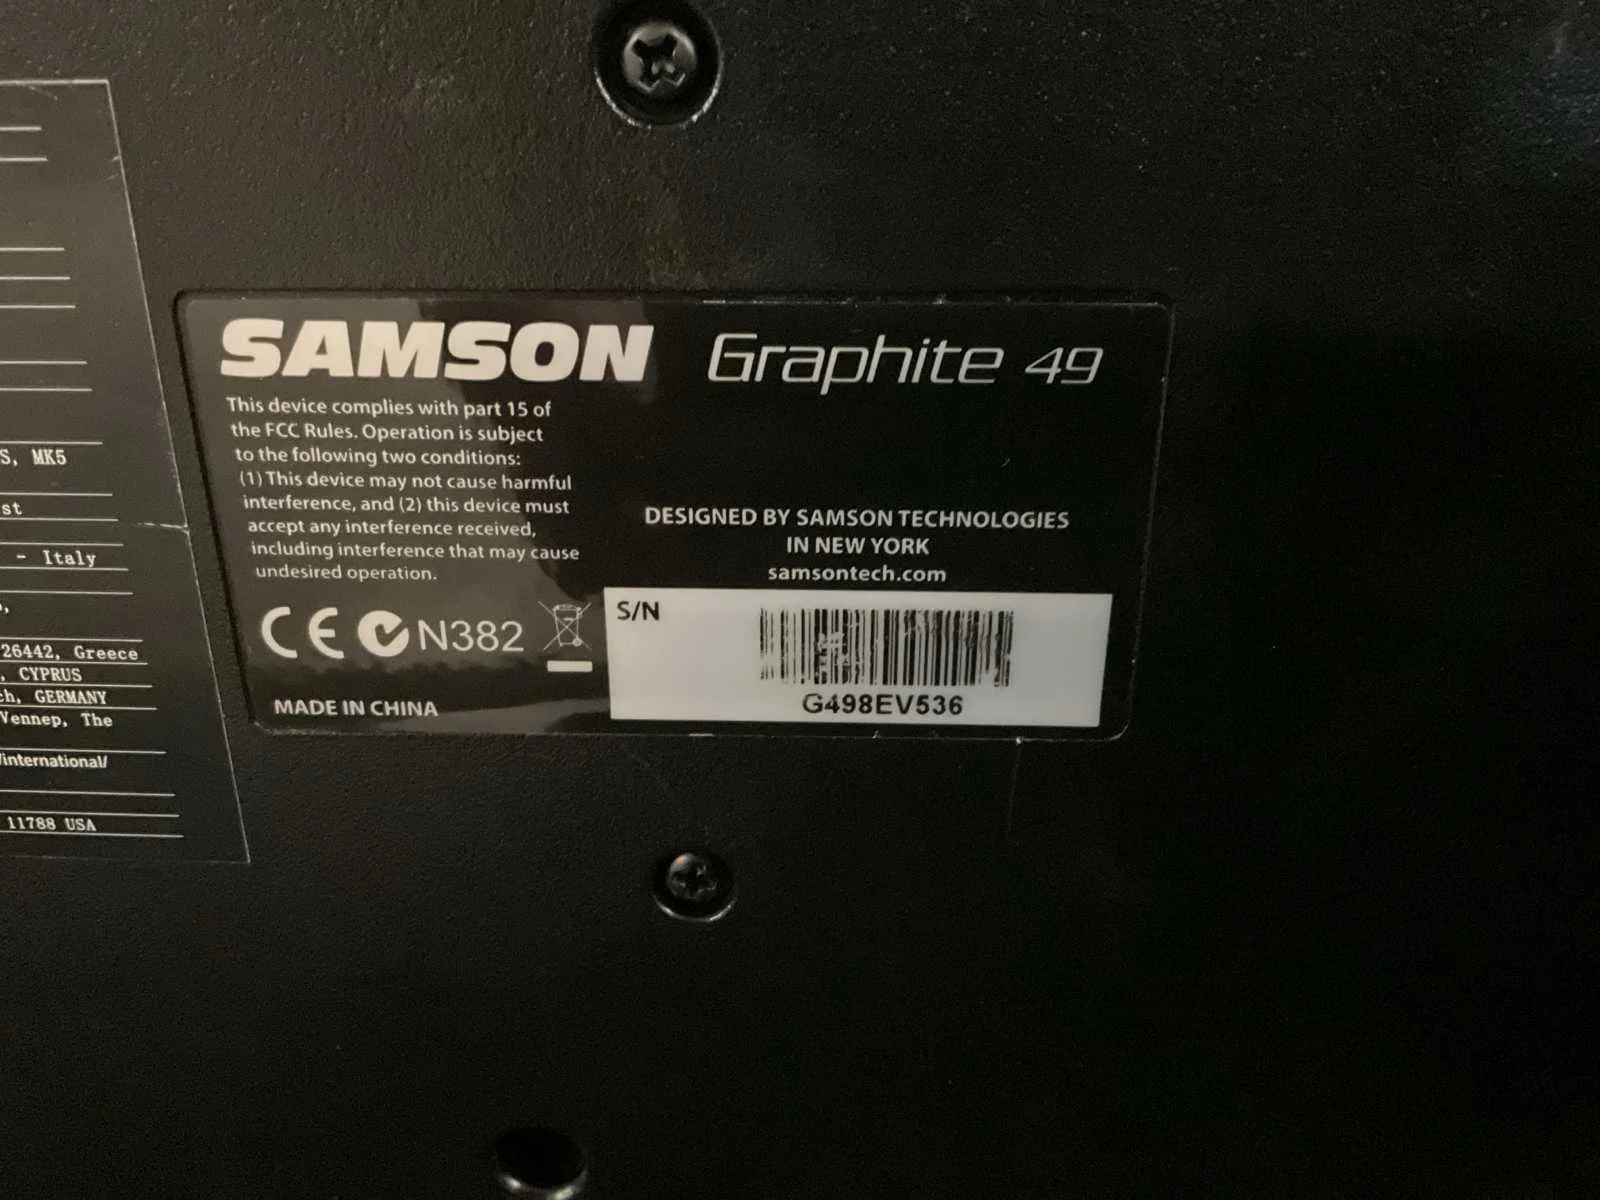 SAMSON Graphite 49
This device complies with part 15 of
the FCC Rules. Operation is subject
to the following two conditions:
(1) This device may not cause harmful
interference, and (2) this device must
accept any interference received,
including interference that may cause
undesired operation.
DESIGNED BY SAMSON TECHNOLOGIES
IN NEW YORK
samsontech.com
CE N382
MADE IN CHINA
S/N
G498EV536
S, MK5
st
- Italy
26442, Greece
, CYPRUS
ch, GERMANY
Vennep, The
/international/
11788 USA